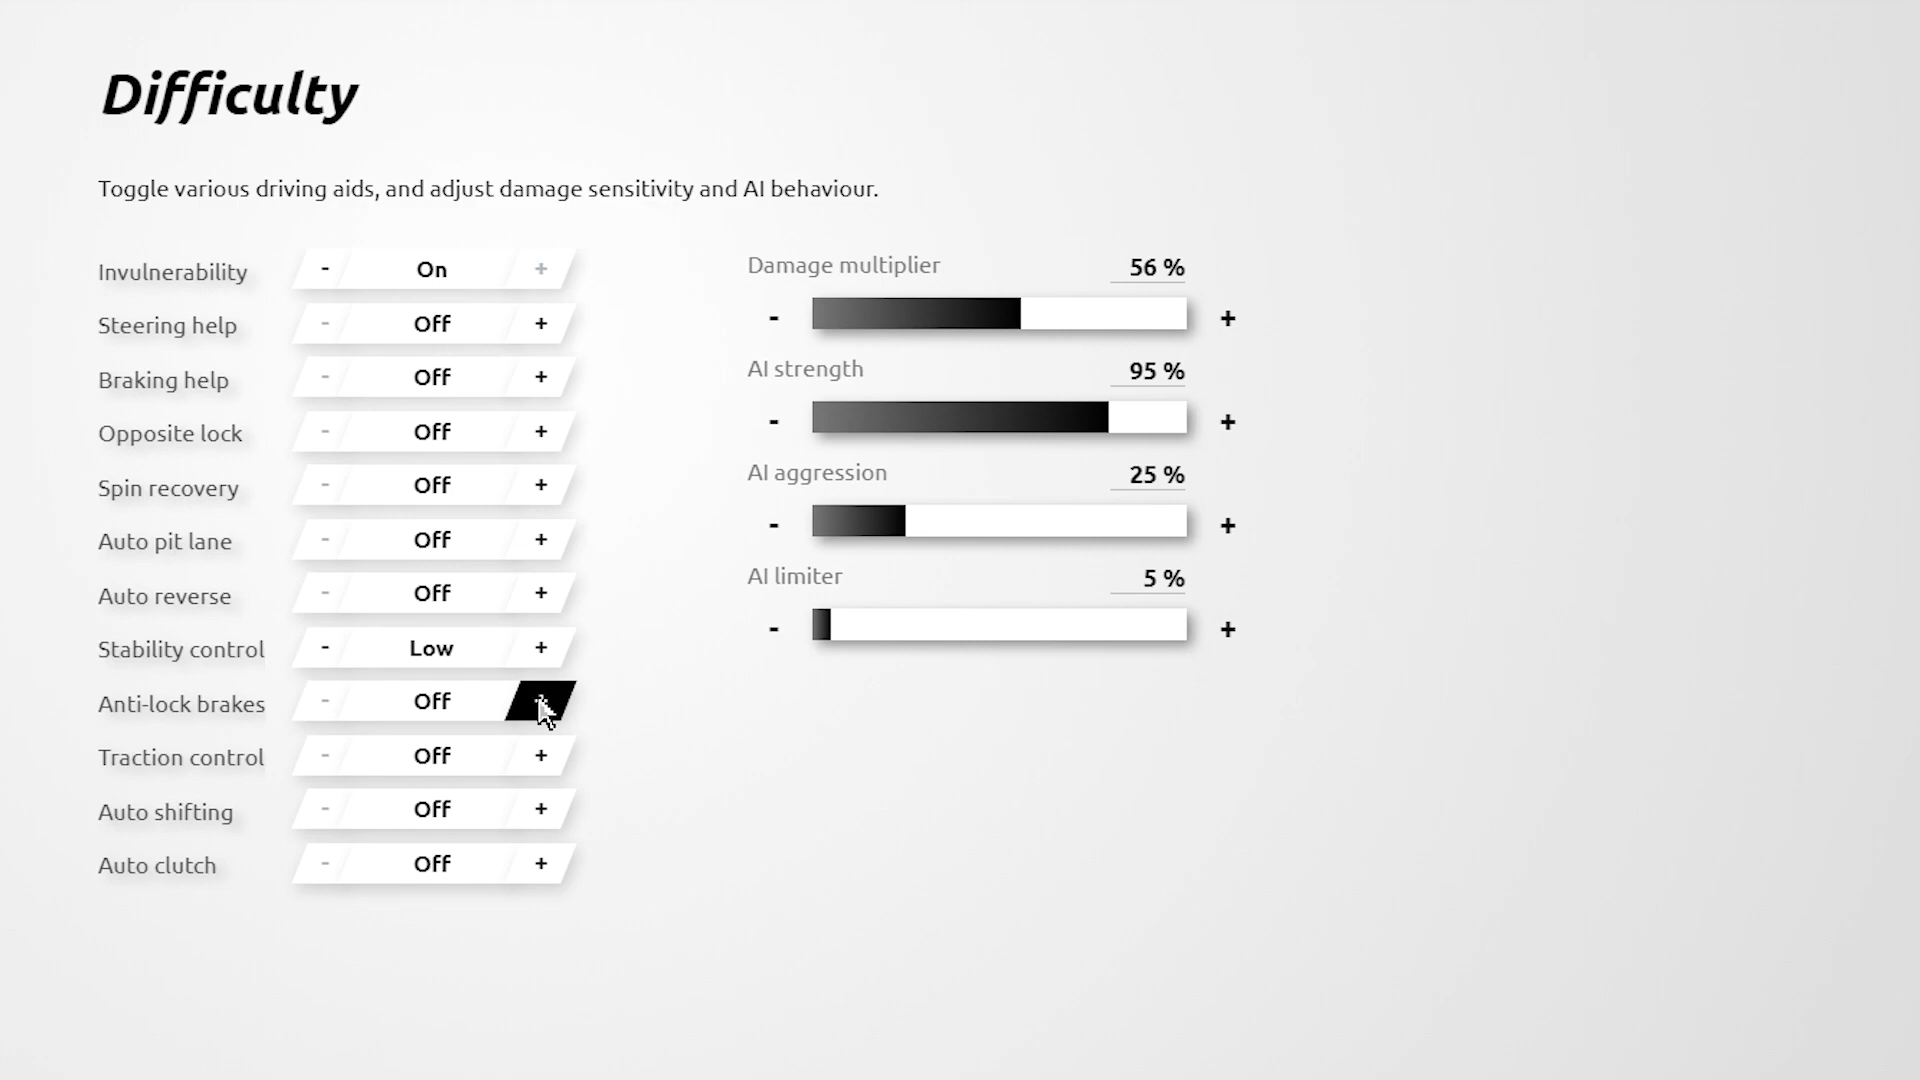 Difficulty
Toggle various driving aids, and adjust damage sensitivity and AI behaviour.
Invulnerability - On +
Steering help - Off +
Braking help - Off +
Opposite lock - Off +
Spin recovery - Off +
Auto pit lane - Off +
Auto reverse - Off +
Stability control - Low +
Anti-lock brakes - Off +
Traction control - Off +
Auto shifting - Off +
Auto clutch - Off +
Damage multiplier 56 %
- +
AI strength 95 %
- +
AI aggression 25 %
- +
AI limiter 5 %
- +